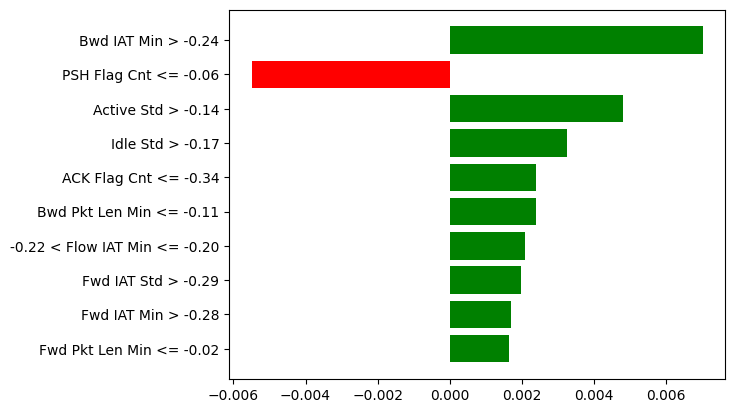 Bwd IAT Min > -0.24
PSH Flag Cnt <= -0.06
Active Std > -0.14
Idle Std > -0.17
ACK Flag Cnt <= -0.34
Bwd Pkt Len Min <= -0.11
-0.22 < Flow IAT Min <= -0.20
Fwd IAT Std > -0.29
Fwd IAT Min > -0.28
Fwd Pkt Len Min <= -0.02
−0.006 −0.004 −0.002 0.000 0.002 0.004 0.006